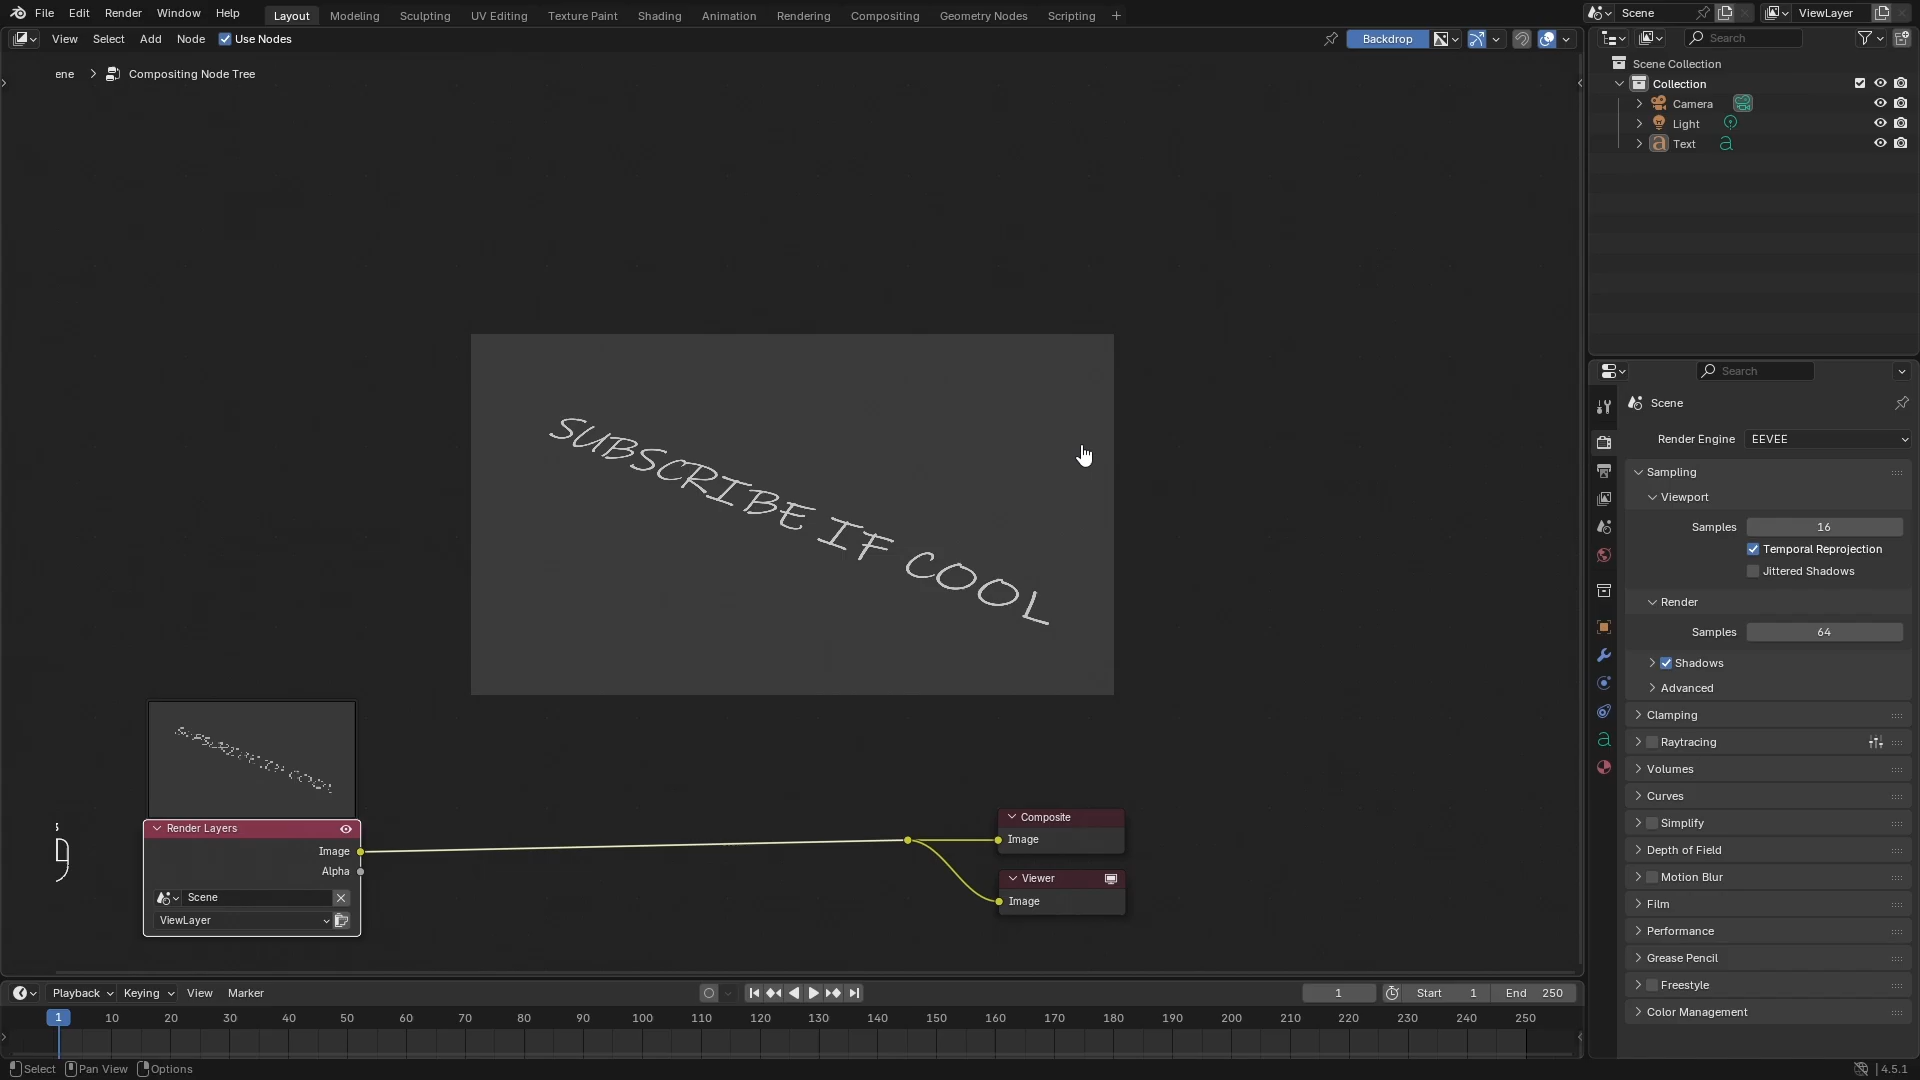 File Edit Render Window Help Layout Modeling Sculpting UV Editing Texture Paint Shading Animation Rendering Compositing Geometry Nodes Scripting + Scene ViewLayer
View Select Add Node Use Nodes Backdrop Search
ene Compositing Node Tree
Scene Collection
Collection
Camera
Light
Text
SUBSCRIBE IF COOL
Render Layers
Image
Alpha
Scene
ViewLayer
Composite
Image
Viewer
Image
Search
Scene
Render Engine EEVEE
Sampling
Viewport
Samples 16
Temporal Reprojection
Jittered Shadows
Render
Samples 64
Shadows
Advanced
Clamping
Raytracing
Volumes
Curves
Simplify
Depth of Field
Motion Blur
Film
Performance
Grease Pencil
Freestyle
Color Management
Playback Keying View Marker 1 Start 1 End 250
1 10 20 30 40 50 60 70 80 90 100 110 120 130 140 150 160 170 180 190 200 210 220 230 240 250
Select Pan View Options 4.5.1